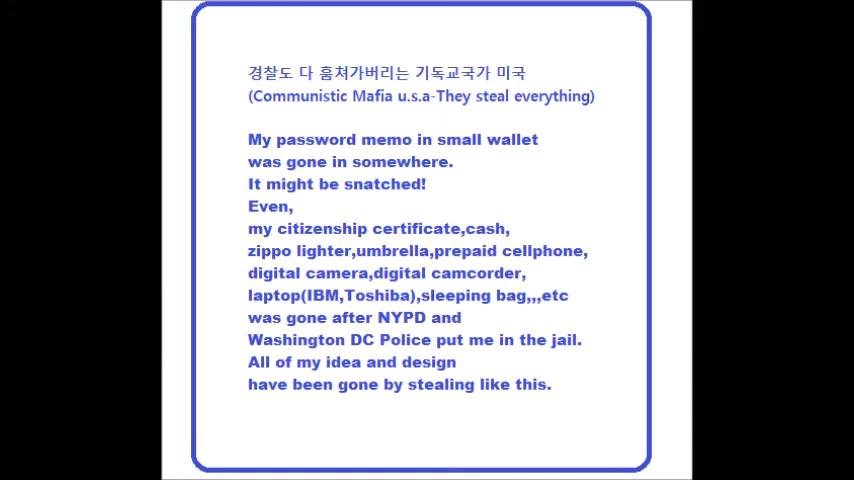 경찰도 다 훔쳐가버리는 기독교국가 미국
(Communistic Mafia u.s.a-They steal everything)
My password memo in small wallet
was gone in somewhere.
It might be snatched!
Even,
my citizenship certificate,cash,
zippo lighter,umbrella,prepaid cellphone,
digital camera,digital camcorder,
laptop(IBM,Toshiba),sleeping bag,,,etc
was gone after NYPD and
Washington DC Police put me in the jail.
All of my idea and design
have been gone by stealing like this.